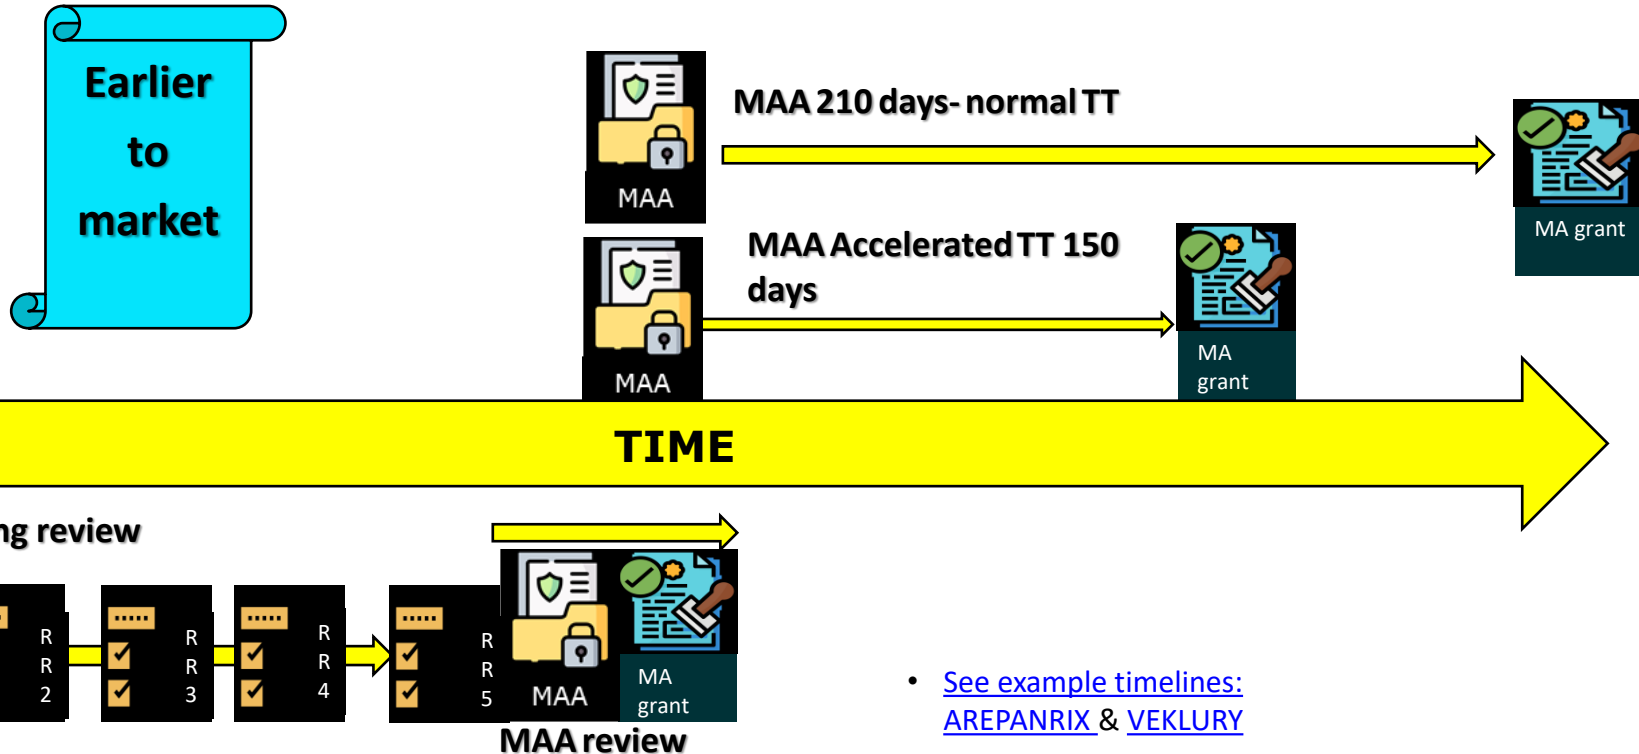 Earlier
to
market
MAA 210 days- normal TT
MAA
MA grant
MAA Accelerated TT 150
days
MAA
MA
grant
TIME
ng review
R
R
2
R
R
3
R
R
4
R
R
5
MAA
MA
grant
MAA review
• See example timelines:
AREPANRIX & VEKLURY